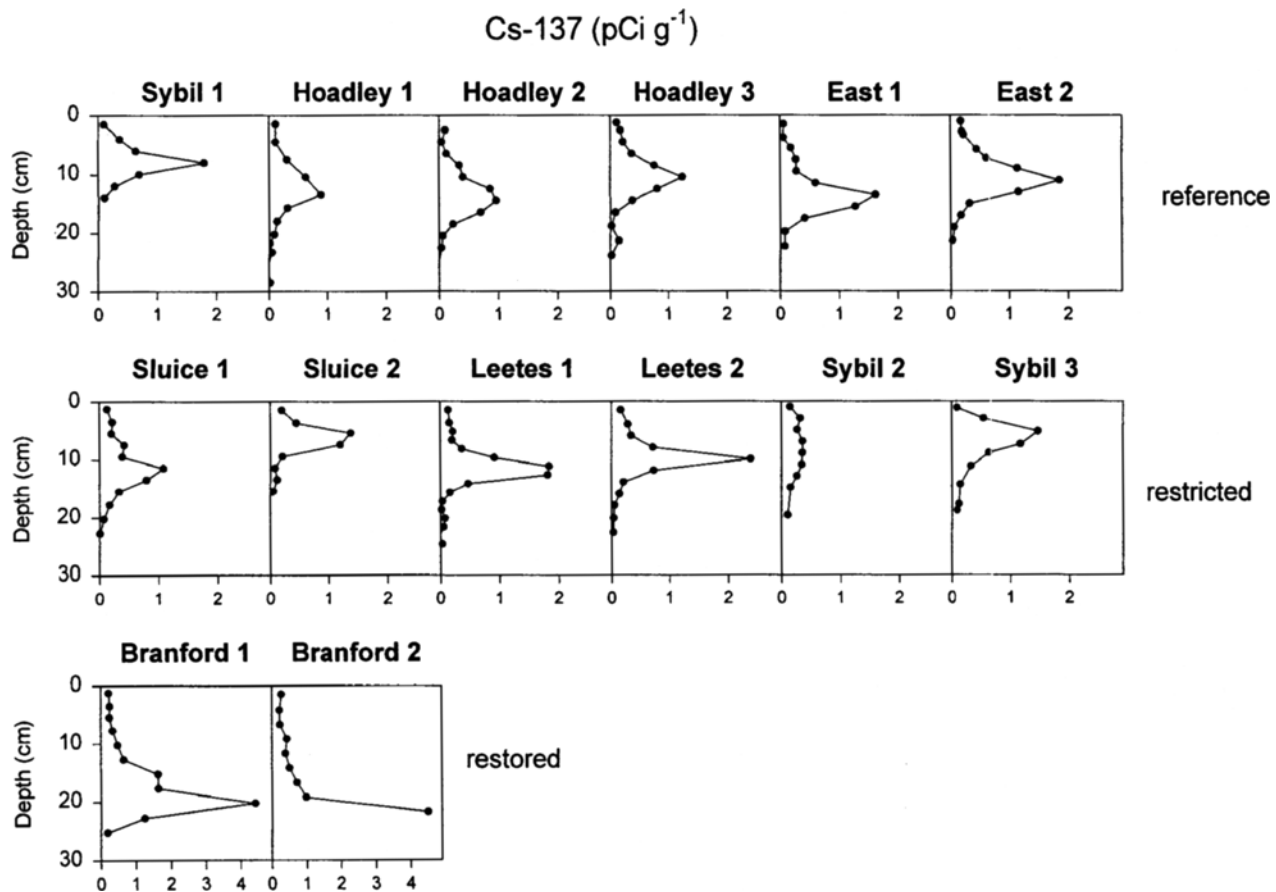 Cs-137 (pCi g⁻¹)
Sybil 1 Hoadley 1 Hoadley 2 Hoadley 3 East 1 East 2
0
10
20
30
Depth (cm)
reference
0 1 2 0 1 2 0 1 2 0 1 2 0 1 2 0 1 2
Sluice 1 Sluice 2 Leetes 1 Leetes 2 Sybil 2 Sybil 3
0
10
20
30
Depth (cm)
restricted
0 1 2 0 1 2 0 1 2 0 1 2 0 1 2 0 1 2
Branford 1 Branford 2
0
10
20
30
Depth (cm)
restored
0 1 2 3 4 0 1 2 3 4